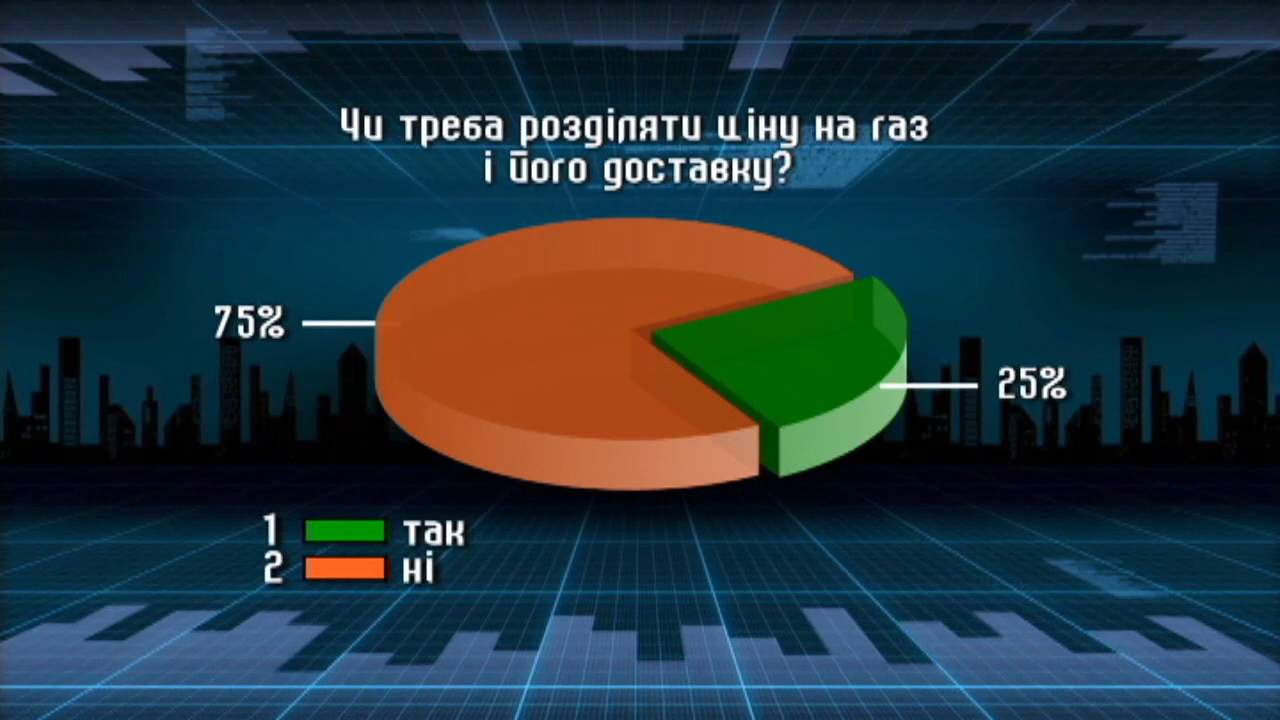 Чи треба розділяти ціну на газ
і його доставку?
75%
25%
1 так
2 ні